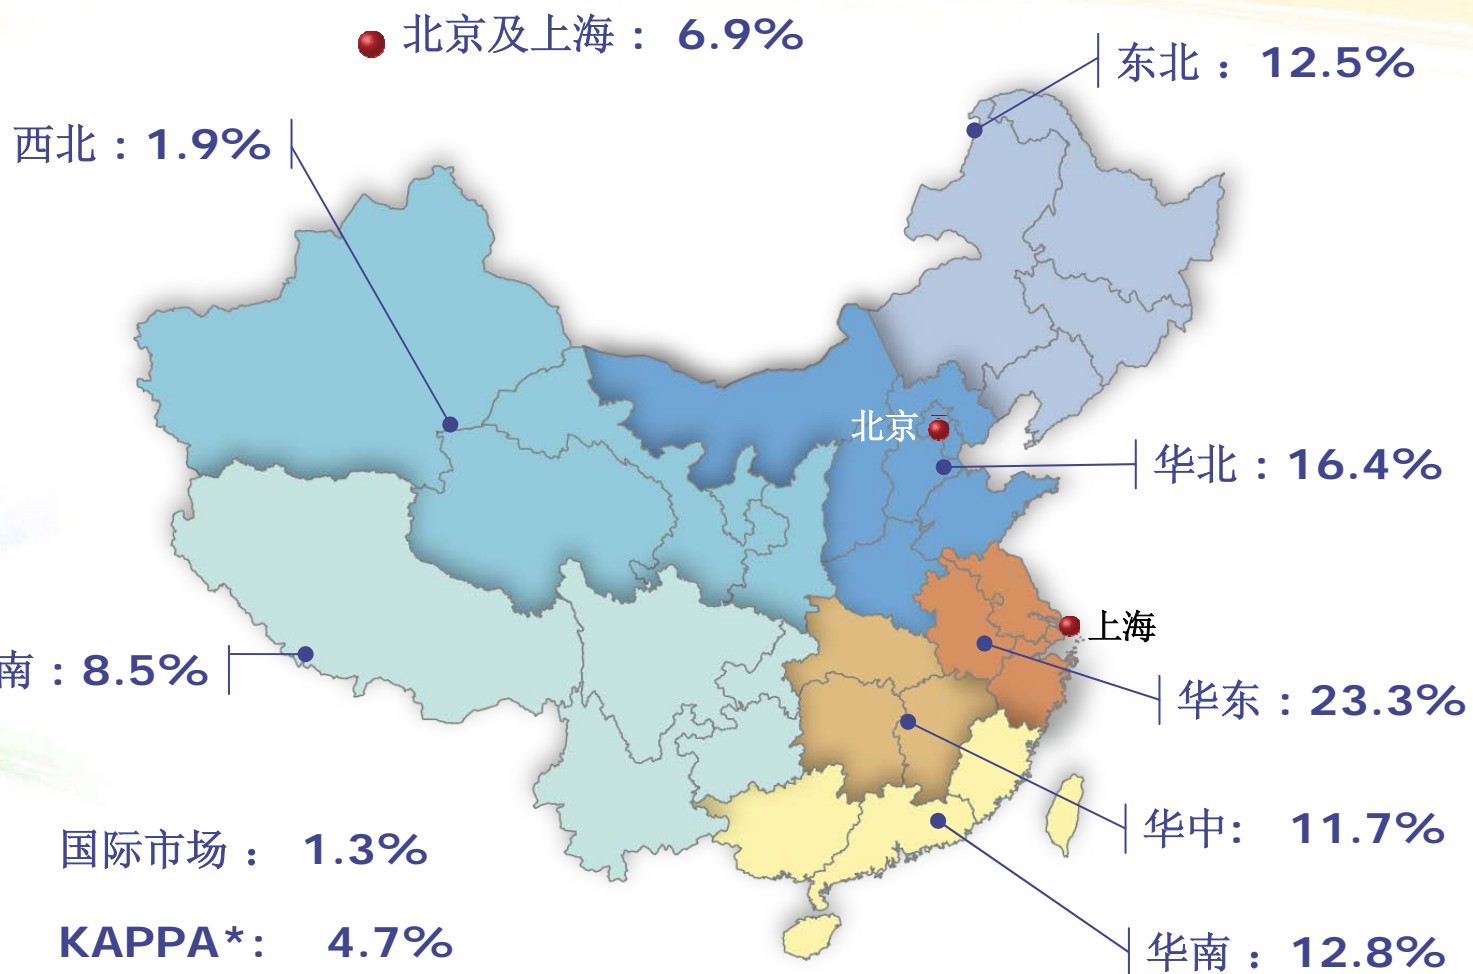 北京及上海： 6.9%
东北： 12.5%
西北：1.9%
北京
华北：16.4%
上海
南：8.5%
华东：23.3%
华中： 11.7%
国际市场： 1.3%
KAPPA*: 4.7%
华南：12.8%